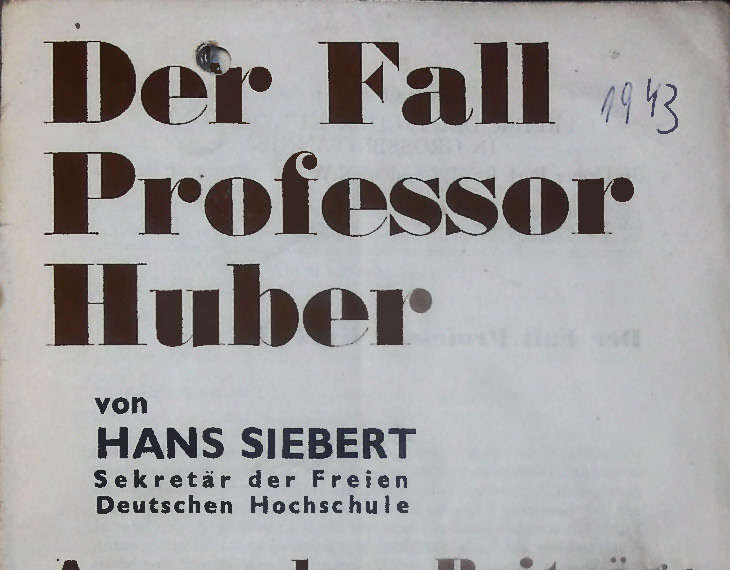 Der Fall
1943
Professor
Huber
von
HANS SIEBERT
Sekretär der Freien
Deutschen Hochschule